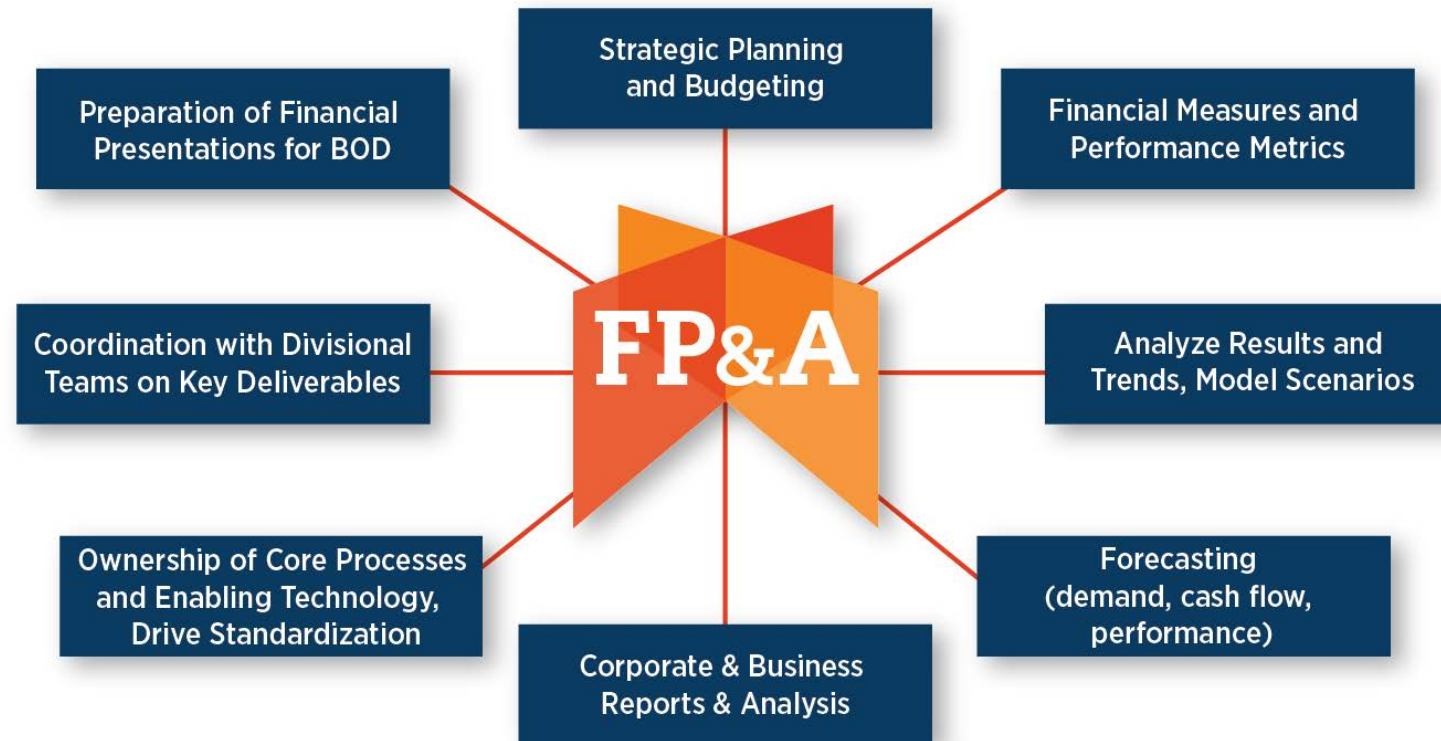 Strategic Planning
and Budgeting
Preparation of Financial
Presentations for BOD
Financial Measures and
Performance Metrics
FP&A
Coordination with Divisional
Teams on Key Deliverables
Analyze Results and
Trends, Model Scenarios
Ownership of Core Processes
and Enabling Technology,
Drive Standardization
Forecasting
(demand, cash flow,
performance)
Corporate & Business
Reports & Analysis